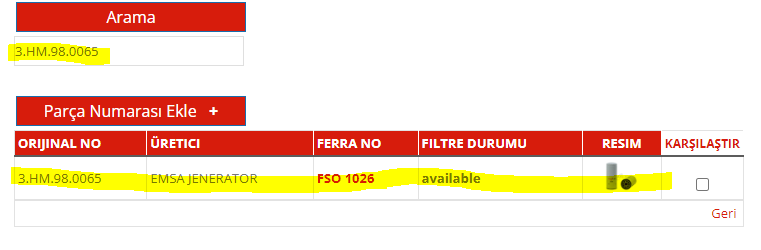 Arama
3.HM.98.0065
Parça Numarası Ekle +
ORIJINAL NO ÜRETICI FERRA NO FILTRE DURUMU RESIM KARŞILAŞTIR
3.HM.98.0065 EMSA JENERATOR FSO 1026 available
Geri